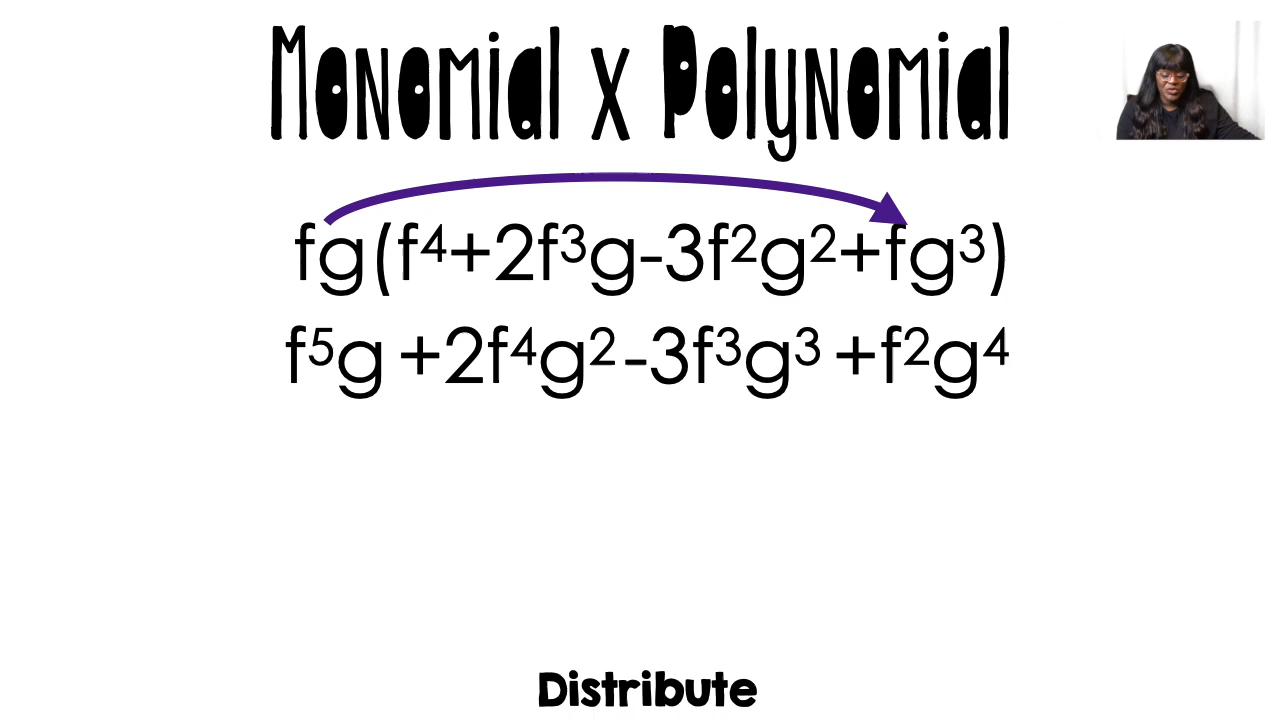 Monomial x Polynomial
fg(f⁴+2f³g-3f²g²+fg³)
f⁵g +2f⁴g² -3f³g³ +f²g⁴
Distribute